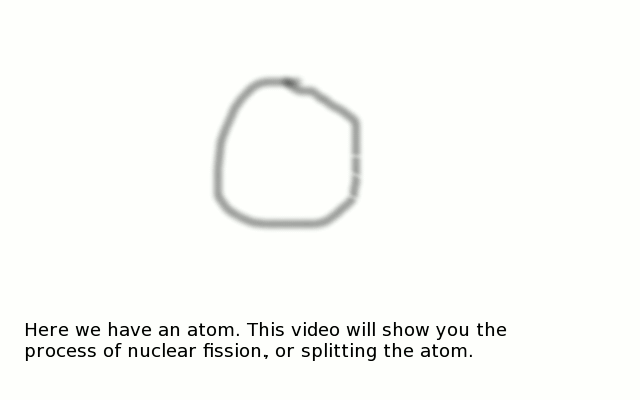 Here we have an atom. This video will show you the
process of nuclear fission, or splitting the atom.